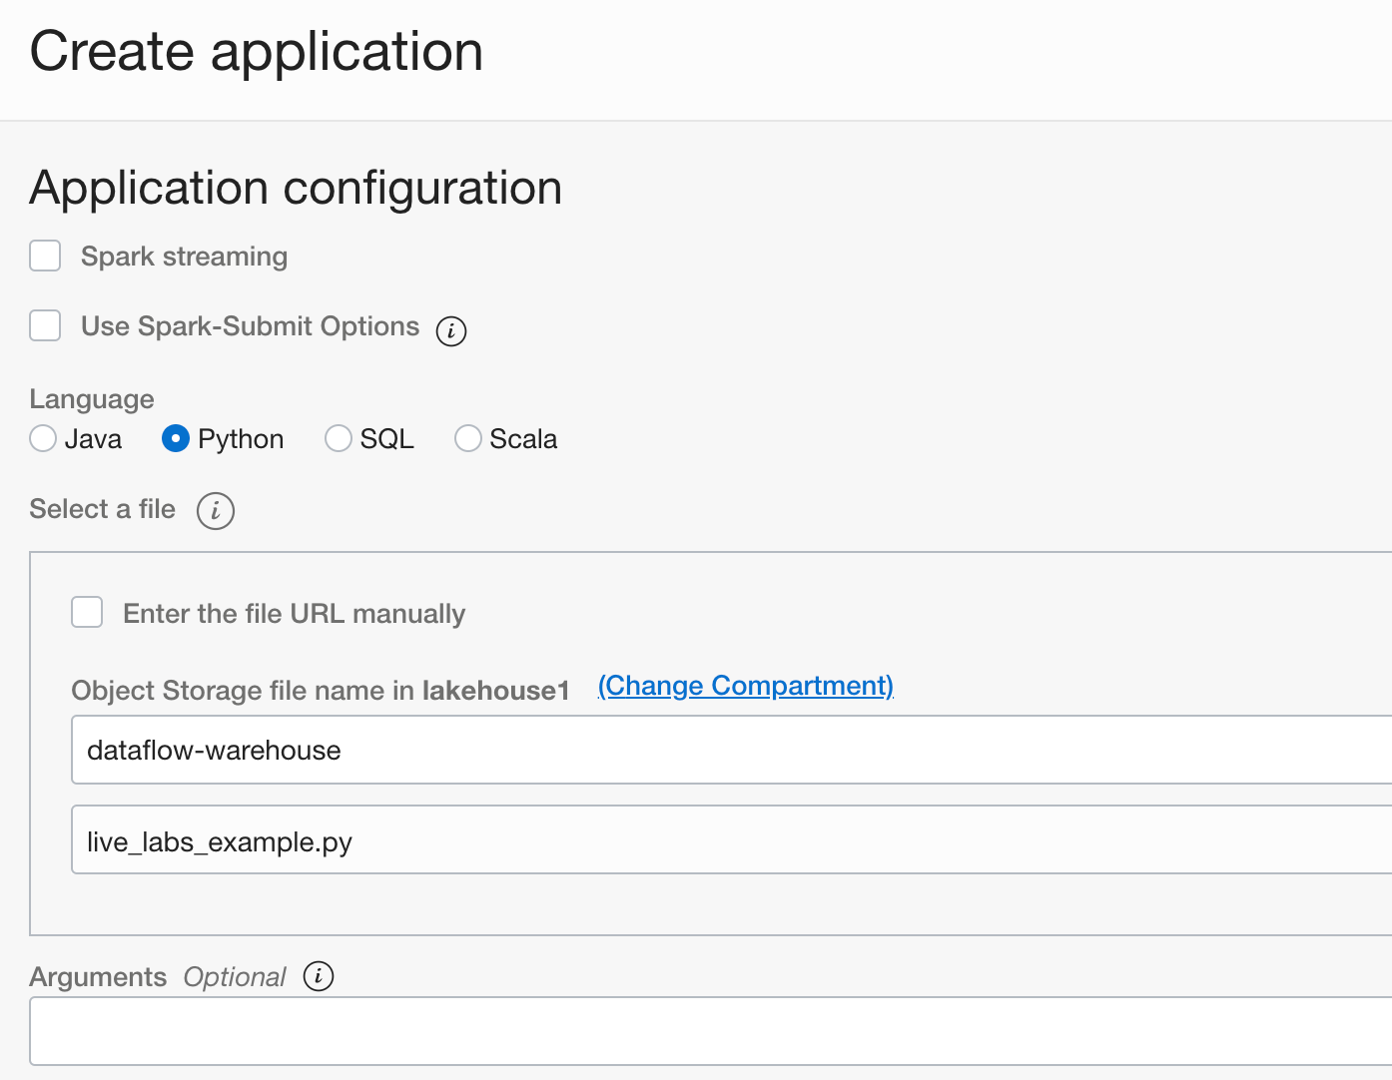 Create application
Application configuration
Spark streaming
Use Spark-Submit Options i
Language
Java Python SQL Scala
Select a file i
Enter the file URL manually
Object Storage file name in lakehouse1 (Change Compartment)
dataflow-warehouse
live_labs_example.py
Arguments Optional i